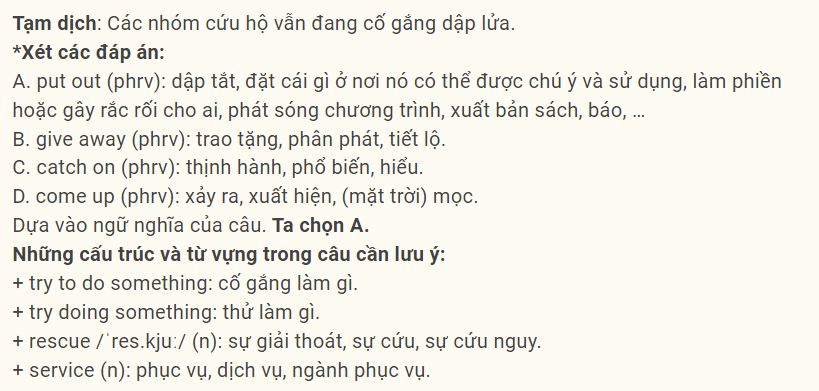 Tạm dịch: Các nhóm cứu hộ vẫn đang cố gắng dập lửa.
*Xét các đáp án:
A. put out (phrv): dập tắt, đặt cái gì ở nơi nó có thể được chú ý và sử dụng, làm phiền
hoặc gây rắc rối cho ai, phát sóng chương trình, xuất bản sách, báo, ...
B. give away (phrv): trao tặng, phân phát, tiết lộ.
C. catch on (phrv): thịnh hành, phổ biến, hiểu.
D. come up (phrv): xảy ra, xuất hiện, (mặt trời) mọc.
Dựa vào ngữ nghĩa của câu. Ta chọn A.
Những cấu trúc và từ vựng trong câu cần lưu ý:
+ try to do something: cố gắng làm gì.
+ try doing something: thử làm gì.
+ rescue /ˈres.kjuː/ (n): sự giải thoát, sự cứu, sự cứu nguy.
+ service (n): phục vụ, dịch vụ, ngành phục vụ.